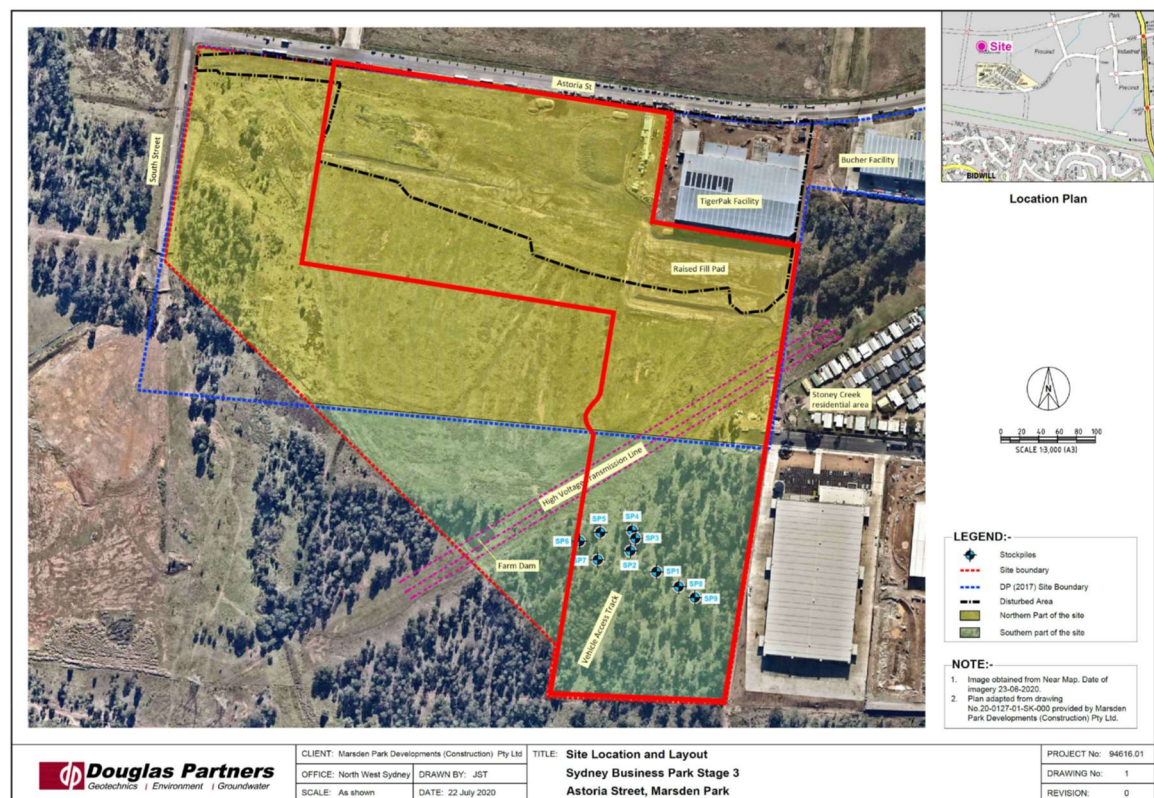 Astoria St
South Street
TigerPak Facility
Bucher Facility
Raised Fill Pad
Stoney Creek
residential area
High Voltage Transmission Line
Farm Dam
Vehicle Access Track
SP5
SP4
SP6
SP3
SP7
SP2
SP1
SP8
SP9
Site
Park
Precinct
Industrial
Precinct
BIDWILL
Location Plan
N
0 20 40 60 80 100
SCALE 1:3,000 (A3)
LEGEND:-
Stockpiles
Site boundary
DP (2017) Site Boundary
Disturbed Area
Northern Part of the site
Southern part of the site
NOTE:-
1. Image obtained from Near Map. Date of
imagery 23-06-2020.
2. Plan adapted from drawing
No.20-0127-01-SK-000 provided by Marsden
Park Developments (Construction) Pty Ltd.
dp Douglas Partners
Geotechnics | Environment | Groundwater
CLIENT: Marsden Park Developments (Construction) Pty Ltd
OFFICE: North West Sydney DRAWN BY: JST
SCALE: As shown DATE: 22 July 2020
TITLE: Site Location and Layout
Sydney Business Park Stage 3
Astoria Street, Marsden Park
PROJECT No: 94616.01
DRAWING No: 1
REVISION: 0